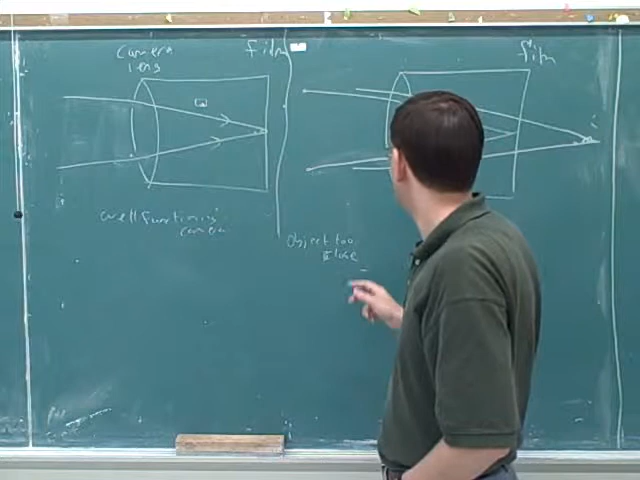 Camera
lens
film
well functioning
camera
film
Object too
close